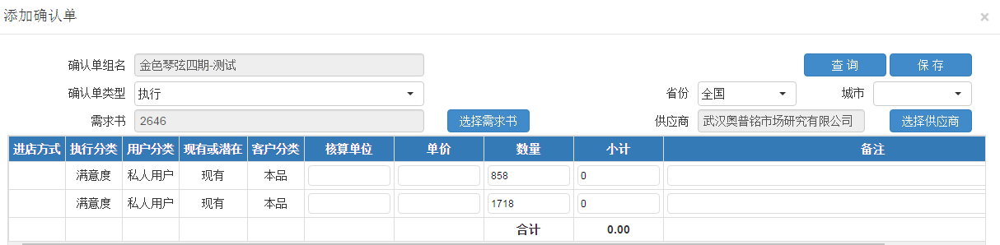 添加确认单 ×
确认单组名 金色琴弦四期-测试 查 询 保 存
确认单类型 执行 省份 全国 城市
需求书 2646 选择需求书 供应商 武汉奥普铭市场研究有限公司 选择供应商
进店方式 执行分类 用户分类 现有或潜在 客户分类 核算单位 单价 数量 小计 备注
满意度 私人用户 现有 本品 858 0
满意度 私人用户 现有 本品 1718 0
合计 0.00